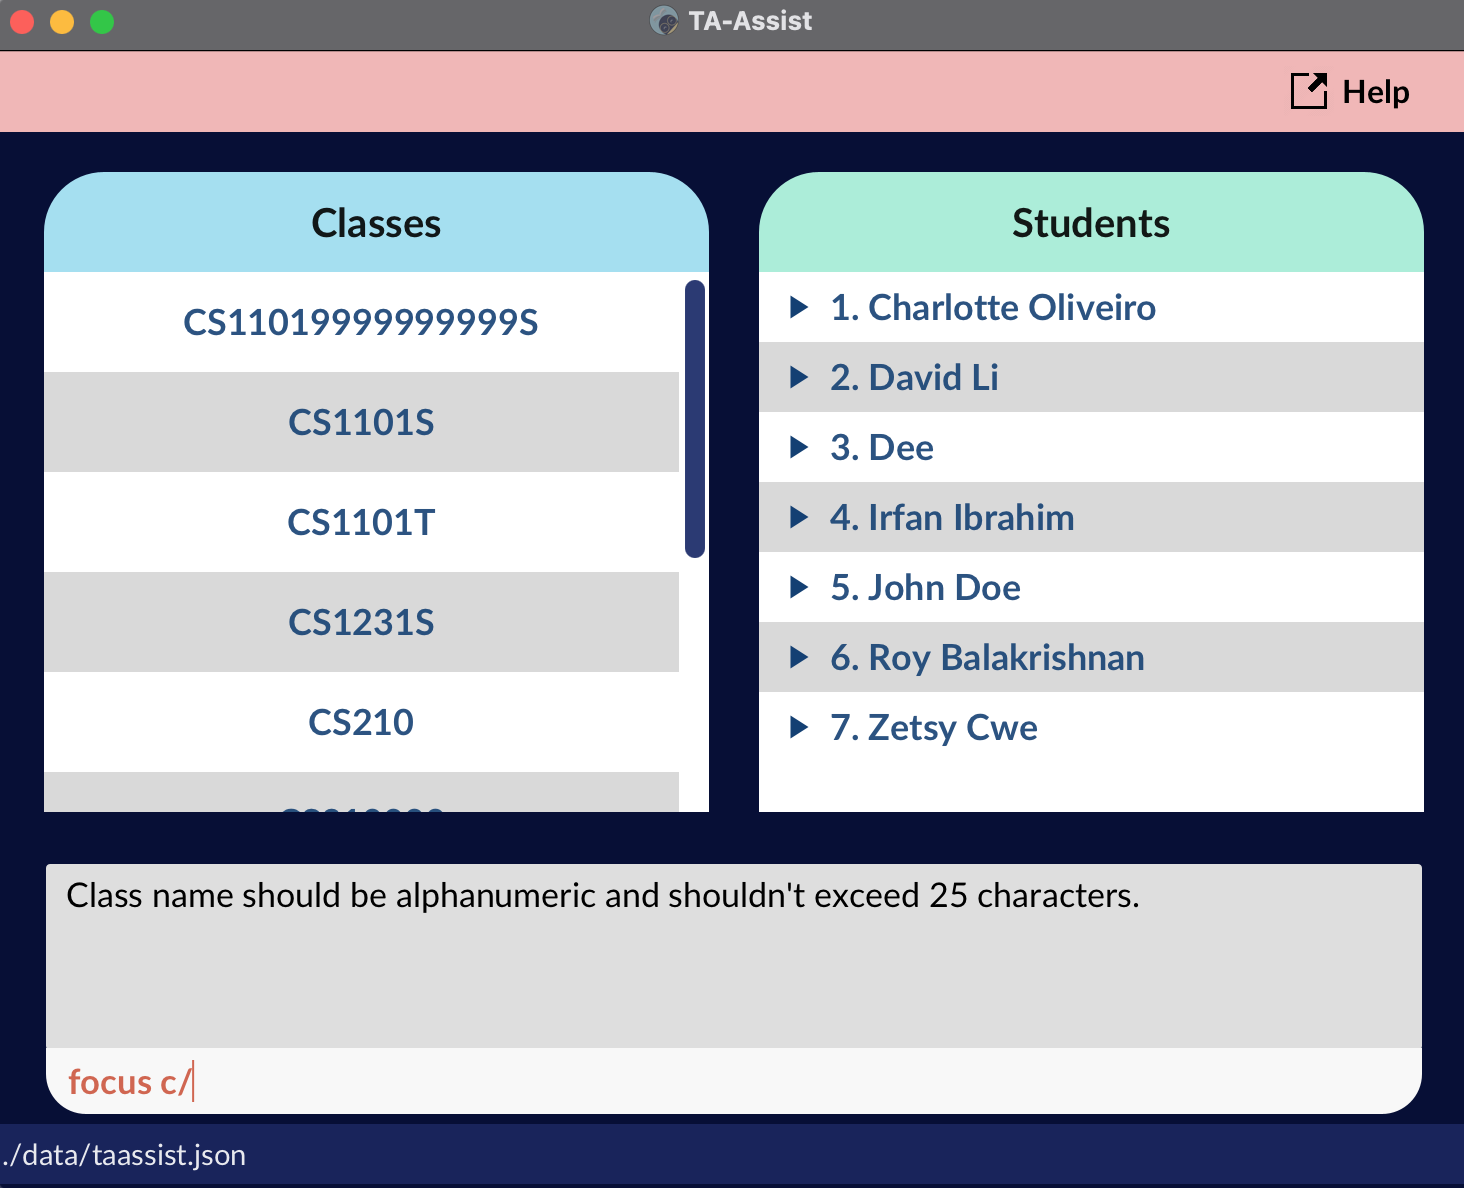 TA-Assist
Help
Classes
CS11019999999999S
CS1101S
CS1101T
CS1231S
CS210
Students
1. Charlotte Oliveiro
2. David Li
3. Dee
4. Irfan Ibrahim
5. John Doe
6. Roy Balakrishnan
7. Zetsy Cwe
Class name should be alphanumeric and shouldn't exceed 25 characters.
focus c/
./data/taassist.json